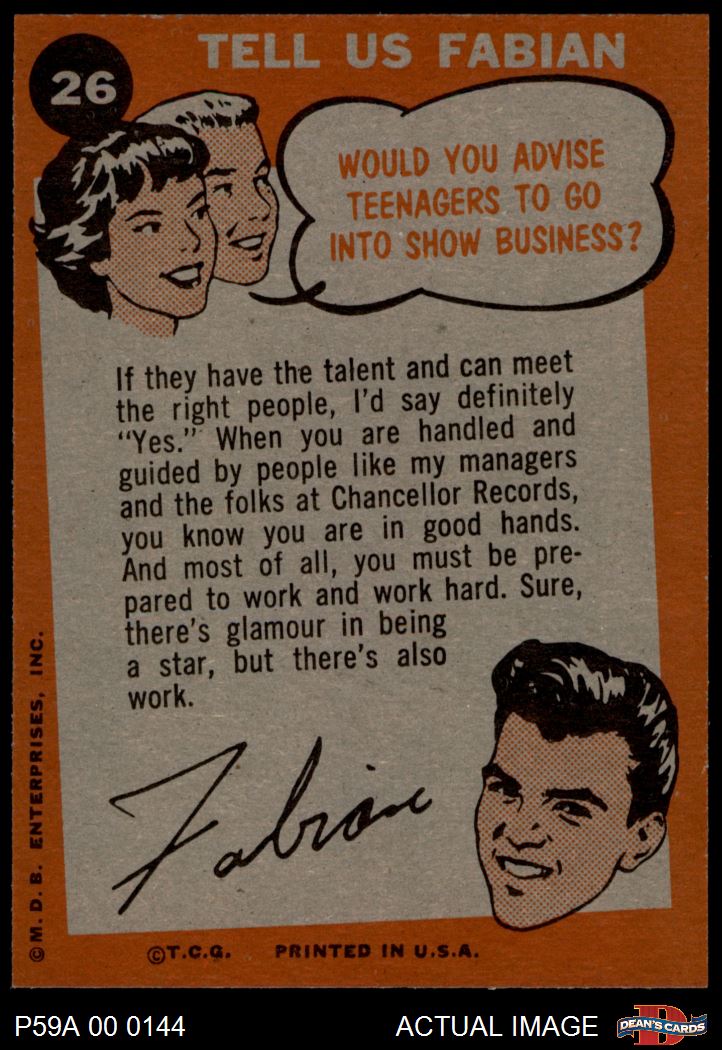 26
TELL US FABIAN
WOULD YOU ADVISE
TEENAGERS TO GO
INTO SHOW BUSINESS?
If they have the talent and can meet
the right people, I'd say definitely
"Yes." When you are handled and
guided by people like my managers
and the folks at Chancellor Records,
you know you are in good hands.
And most of all, you must be pre-
pared to work and work hard. Sure,
there's glamour in being
a star, but there's also
work.
Fabian
©M. D. B. ENTERPRISES, INC.
©T.C.G. PRINTED IN U.S.A.
P59A 00 0144
ACTUAL IMAGE
D
DEAN'S CARDS